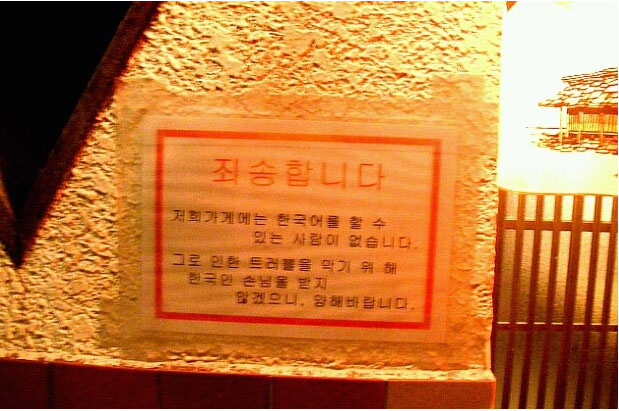 죄송합니다
저희가게에는 한국어를 할 수
있는 사람이 없습니다.
그로 인한 트러블을 막기 위 해
한국인 손님을 받지
않겠으니, 양해바랍니다.